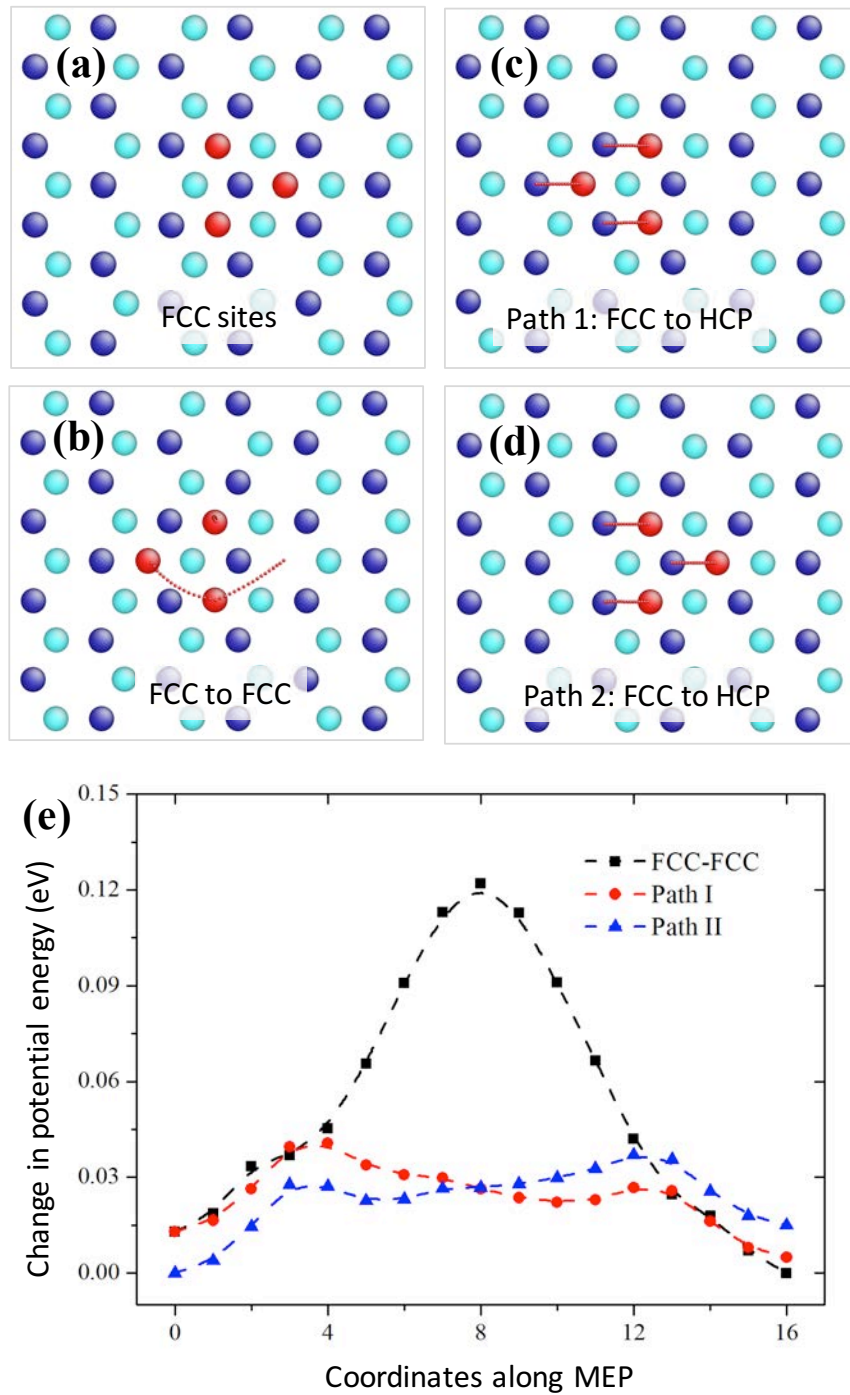 (a)
FCC sites
(c)
Path 1: FCC to HCP
(b)
FCC to FCC
(d)
Path 2: FCC to HCP
(e)
Change in potential energy (eV)
0.15
0.12
0.09
0.06
0.03
0.00
FCC-FCC
Path I
Path II
0 4 8 12 16
Coordinates along MEP